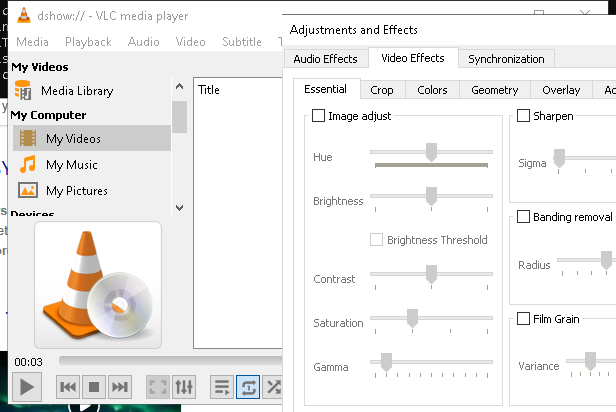 dshow:// - VLC media player
Media Playback Audio Video Subtitle T
My Videos
Media Library
My Computer
My Videos
My Music
My Pictures
Devices
Title
00:03
Adjustments and Effects
Audio Effects Video Effects Synchronization
Essential Crop Colors Geometry Overlay
Image adjust
Hue
Brightness
Brightness Threshold
Contrast
Saturation
Gamma
Sharpen
Sigma
Banding removal
Radius
Film Grain
Variance